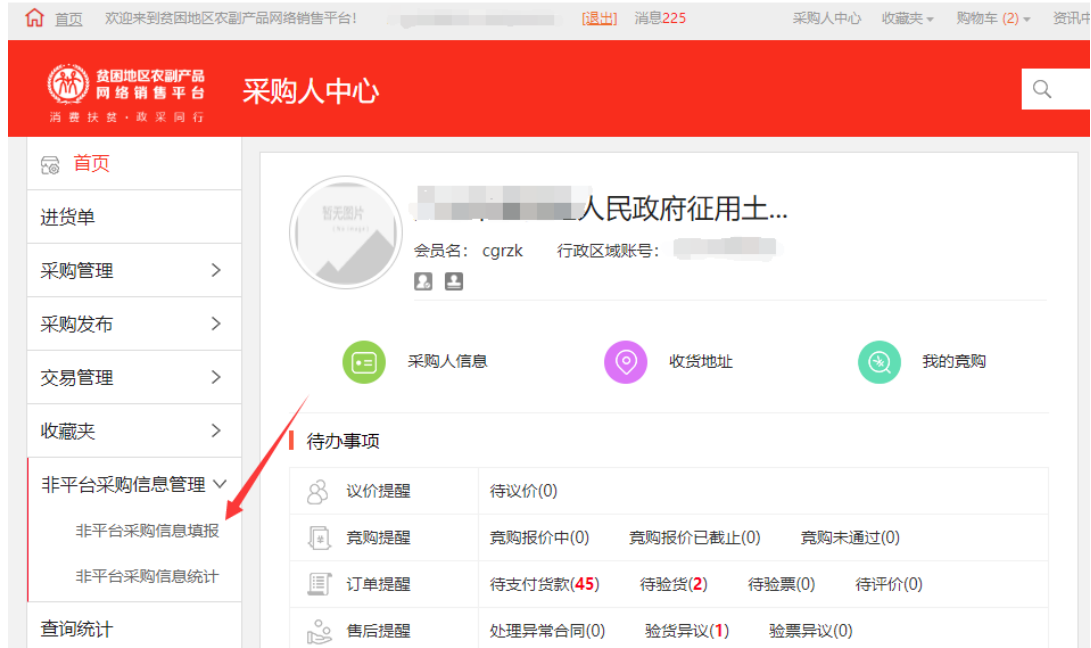 首页 欢迎来到贫困地区农副产品网络销售平台! [退出] 消息225 采购人中心 收藏夹 购物车 (2) 资讯中
贫困地区农副产品
网络销售平台
消费扶贫·政采同行
采购人中心
首页
进货单
采购管理
采购发布
交易管理
收藏夹
非平台采购信息管理
非平台采购信息填报
非平台采购信息统计
查询统计
暂无图片
(No Image)
人民政府征用土...
会员名: cgrzk 行政区域账号:
采购人信息 收货地址 我的竞购
待办事项
议价提醒 待议价(0)
竞购提醒 竞购报价中(0) 竞购报价已截止(0) 竞购未通过(0)
订单提醒 待支付货款(45) 待验货(2) 待验票(0) 待评价(0)
售后提醒 处理异常合同(0) 验货异议(1) 验票异议(0)